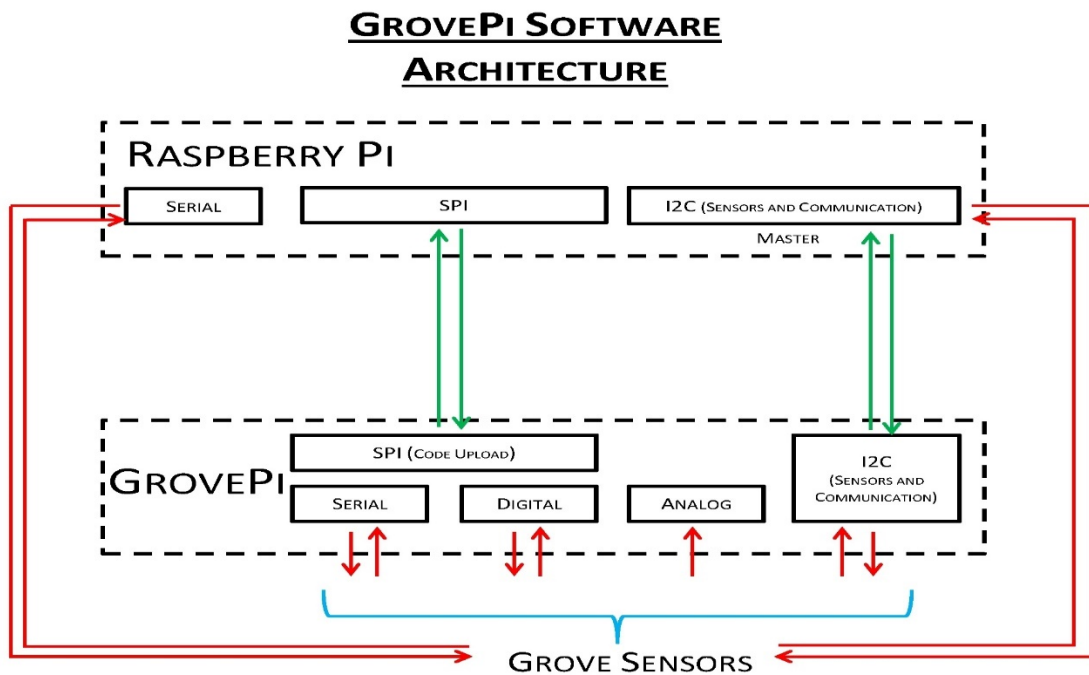 GROVEPI SOFTWARE
ARCHITECTURE
RASPBERRY PI
SERIAL
SPI
I2C (SENSORS AND COMMUNICATION)
MASTER
SPI (CODE UPLOAD)
GROVEPI
SERIAL
DIGITAL
ANALOG
I2C
(SENSORS AND
COMMUNICATION)
GROVE SENSORS